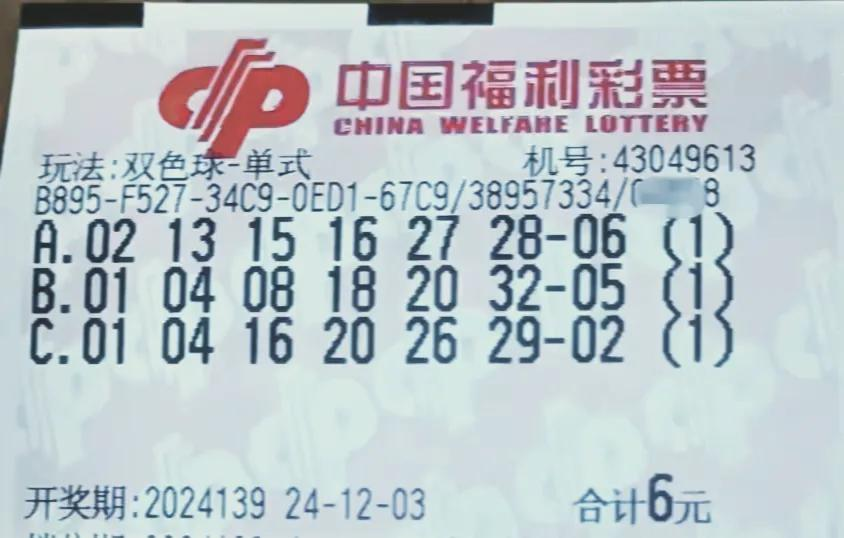 中国福利彩票
CHINA WELFARE LOTTERY
玩法:双色球-单式 机号:43049613
B895-F527-34C9-0ED1-67C9/38957334/ 8
A.02 13 15 16 27 28-06 (1)
B.01 04 08 18 20 32-05 (1)
C.01 04 16 20 26 29-02 (1)
开奖期:2024139 24-12-03 合计6元